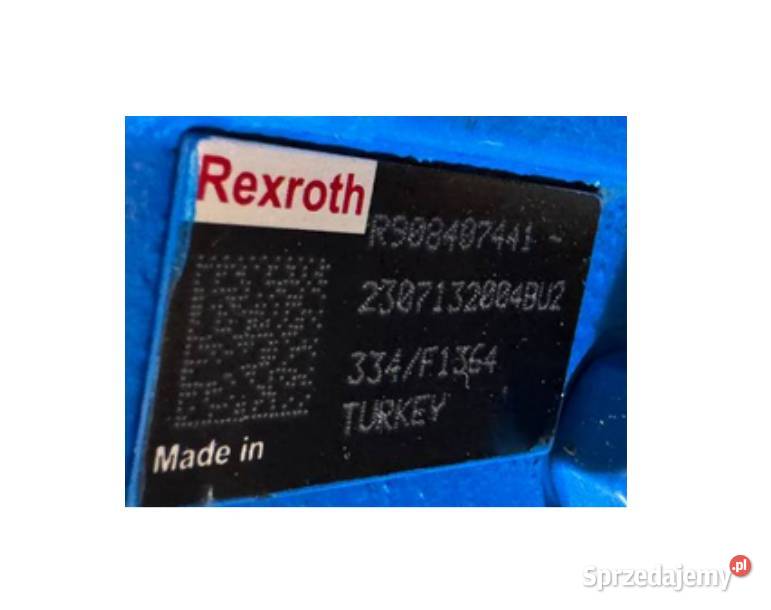 Rexroth
R908407441 -
2307132004BU2
334/F1364
TURKEY
Made in
Sprzedajemy.pl